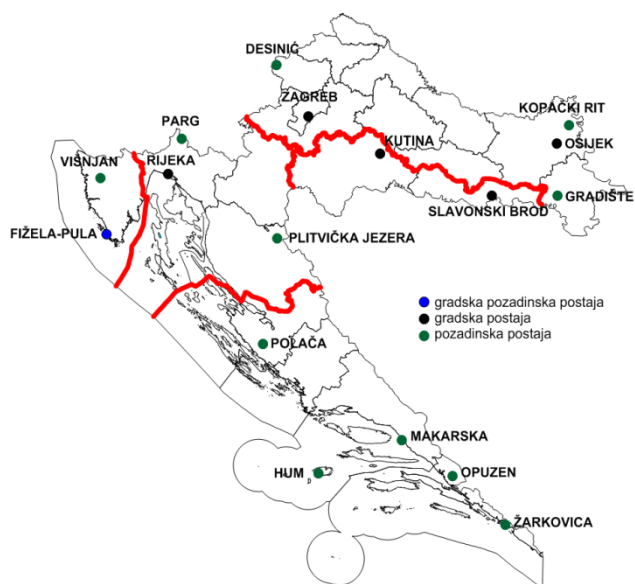 DESINIĆ
ZAGREB
KOPAČKI RIT
PARG
KUTINA
OSIJEK
VIŠNJAN
RIJEKA
GRADIŠTE
SLAVONSKI BROD
FIŽELA-PULA
PLITVIČKA JEZERA
gradska pozadinska postaja
gradska postaja
pozadinska postaja
POLAČA
MAKARSKA
HUM
OPUZEN
ŽARKOVICA